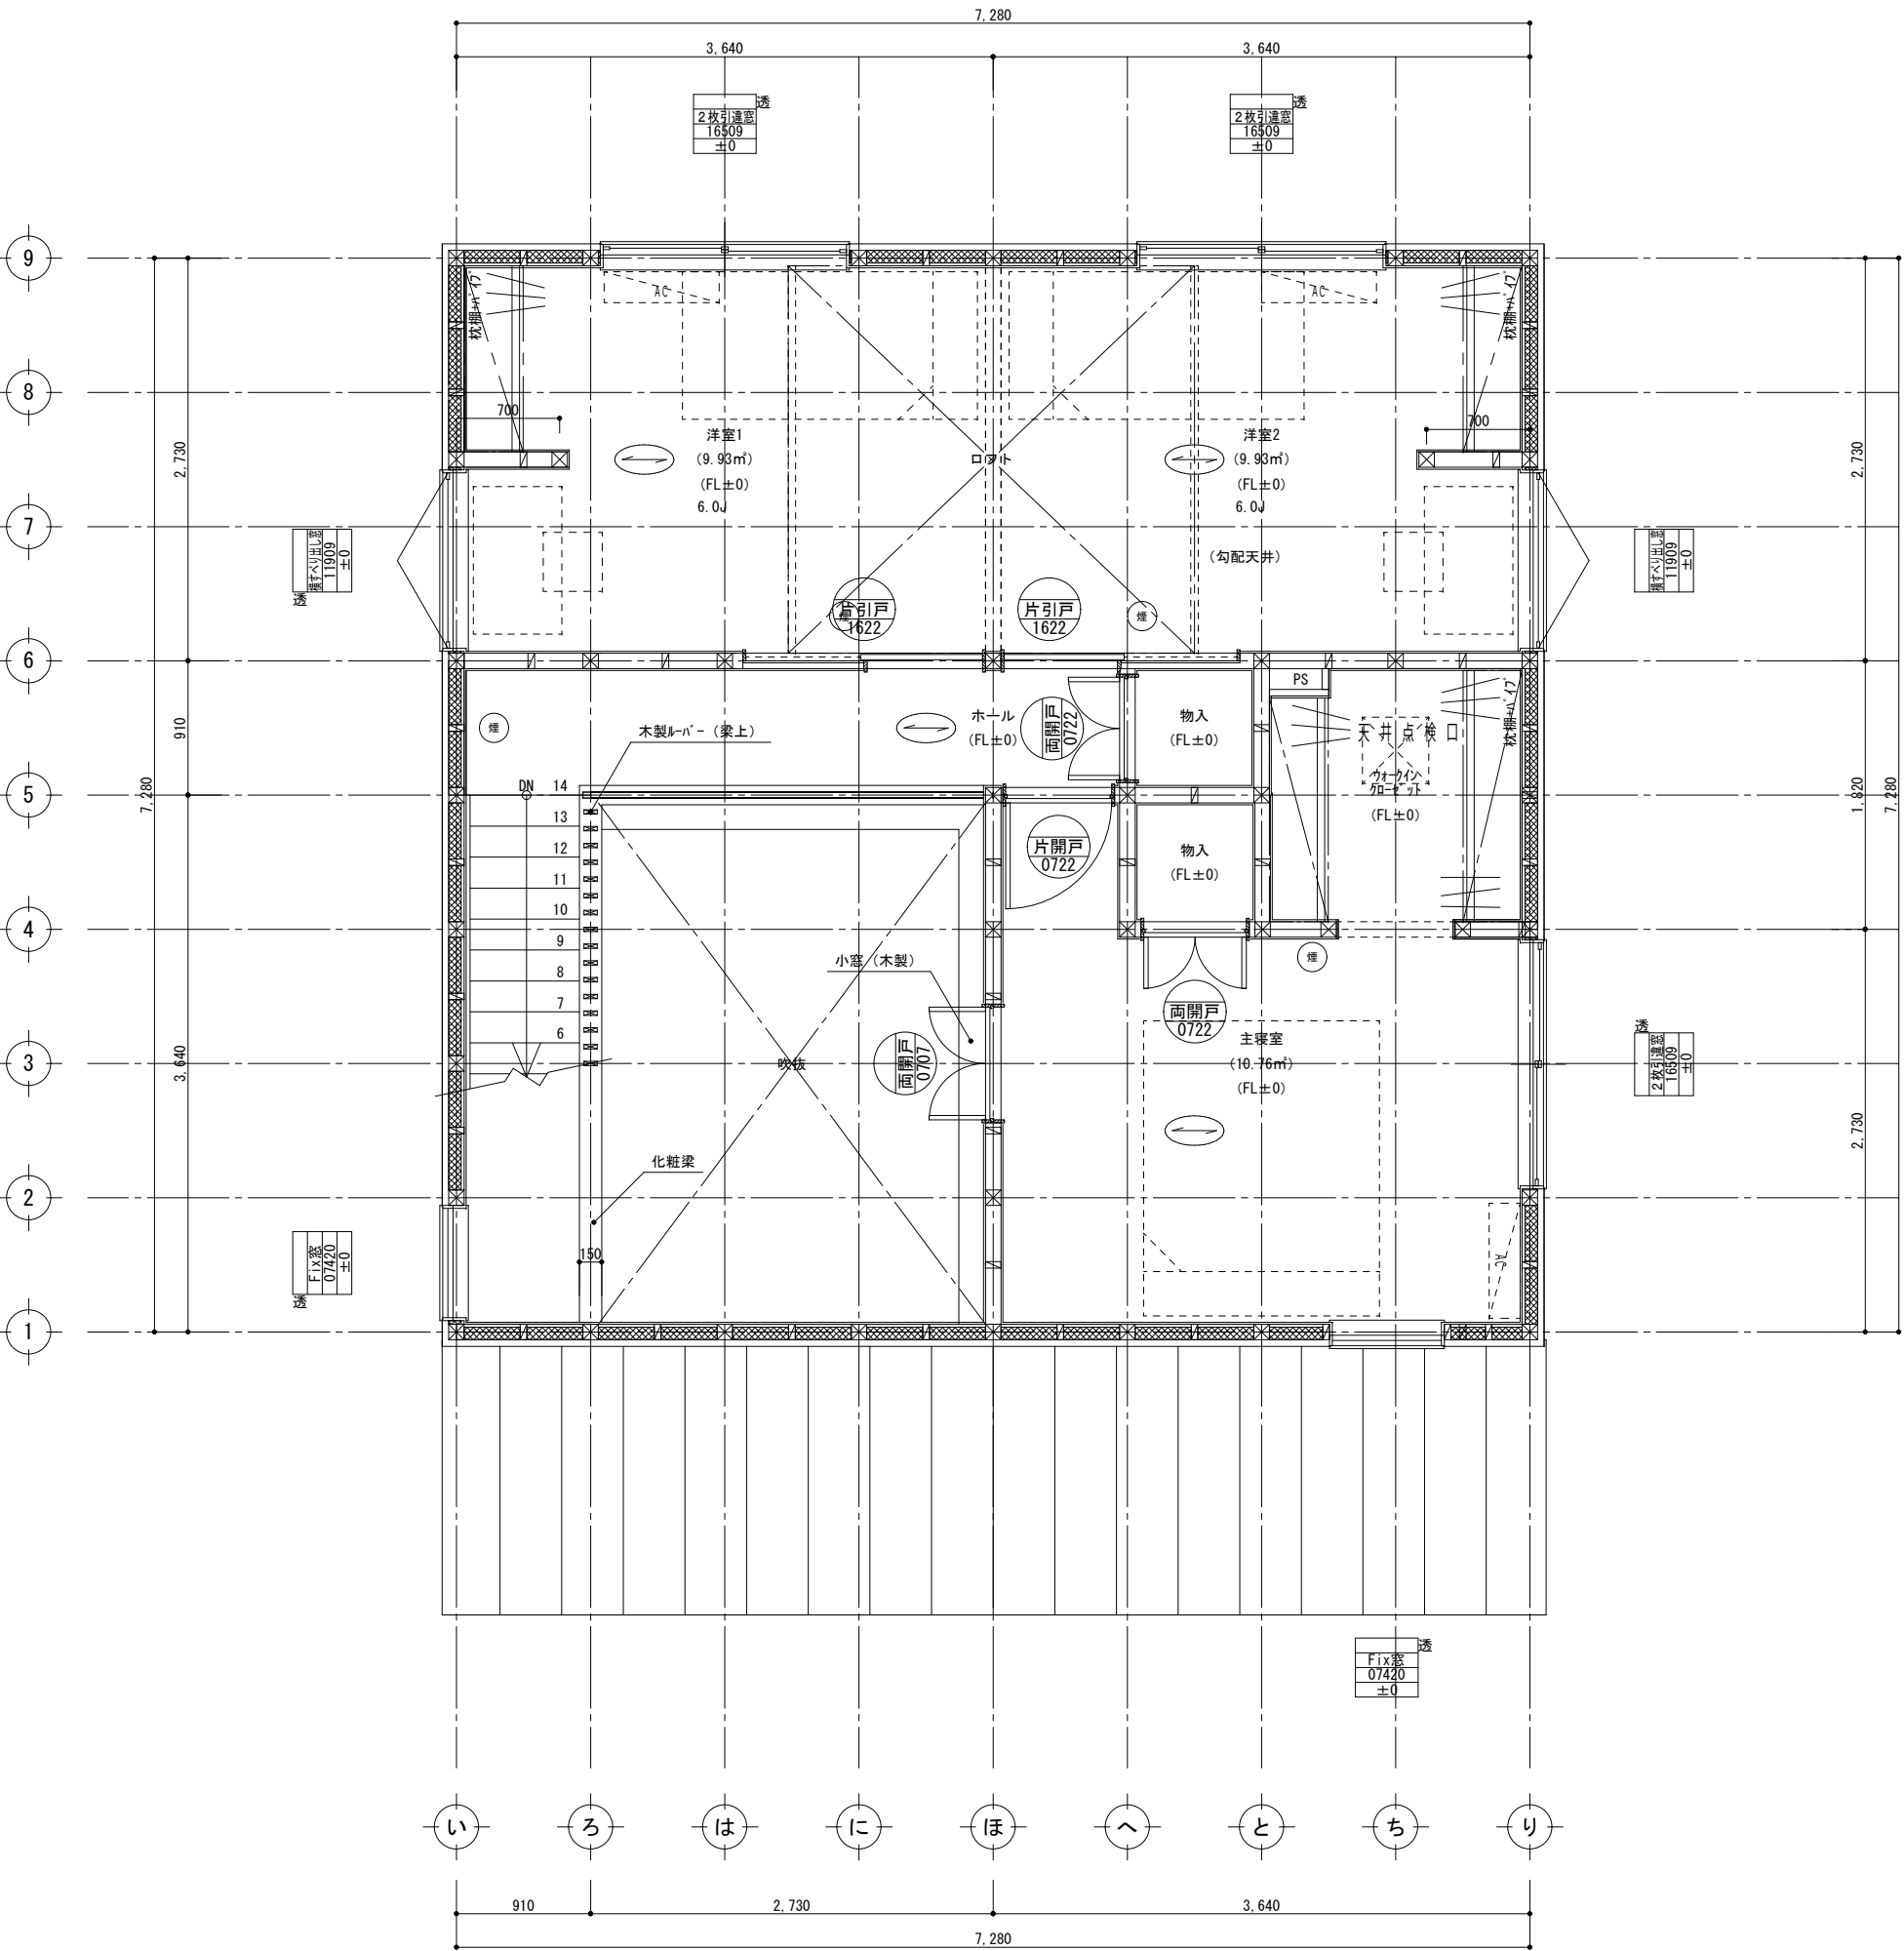 7,280
3,640
3,640
透
2枚引違窓
16509
±0
透
2枚引違窓
16509
±0
9
8
7
6
5
4
3
2
1
7,280
2,730
910
3,640
2,730
1,820
2,730
7,280
枕棚+ﾊﾟｲﾌﾟ
AC
AC
枕棚+ﾊﾟｲﾌﾟ
700
700
洋室1
(9.93㎡)
(FL±0)
6.0J
ロフト
洋室2
(9.93㎡)
(FL±0)
6.0J
(勾配天井)
横すべり出し窓
11909
±0
透
横すべり出し窓
11909
±0
片引戸
1622
煙
片引戸
1622
煙
煙
木製ﾙｰﾊﾞｰ(梁上)
ホール
(FL±0)
両開戸
0722
物入
(FL±0)
PS
天井点検口
枕棚+ﾊﾟｲﾌﾟ
ｳｫｰｸｲﾝ
ｸﾛｰｾﾞｯﾄ
(FL±0)
DN
14
13
12
11
10
9
8
7
6
片開戸
0722
物入
(FL±0)
煙
小窓(木製)
両開戸
0722
両開戸
0707
吹抜
主寝室
(10.76㎡)
(FL±0)
透
2枚引違窓
16509
±0
化粧梁
150
AC
Fix窓
07420
±0
透
透
Fix窓
07420
±0
い
ろ
は
に
ほ
へ
と
ち
り
910
2,730
3,640
7,280